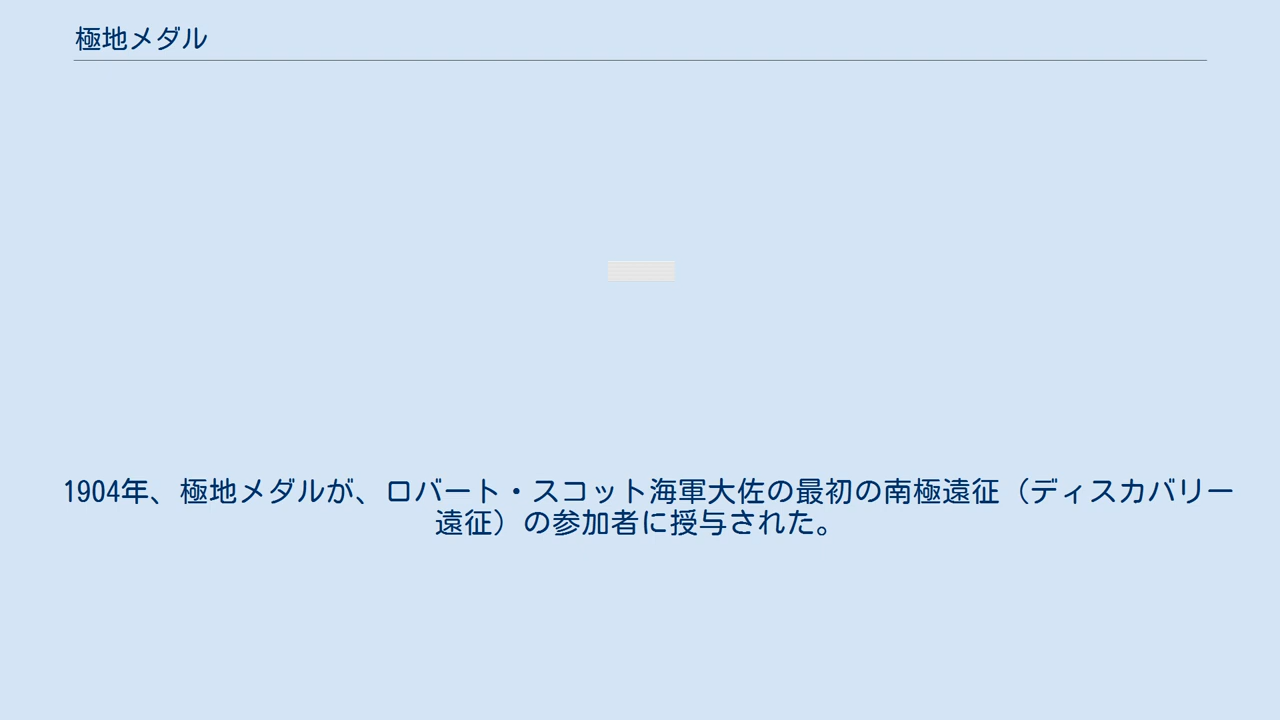 極地メダル
1904年、極地メダルが、ロバート・スコット海軍大佐の最初の南極遠征（ディスカバリー
遠征）の参加者に授与された。